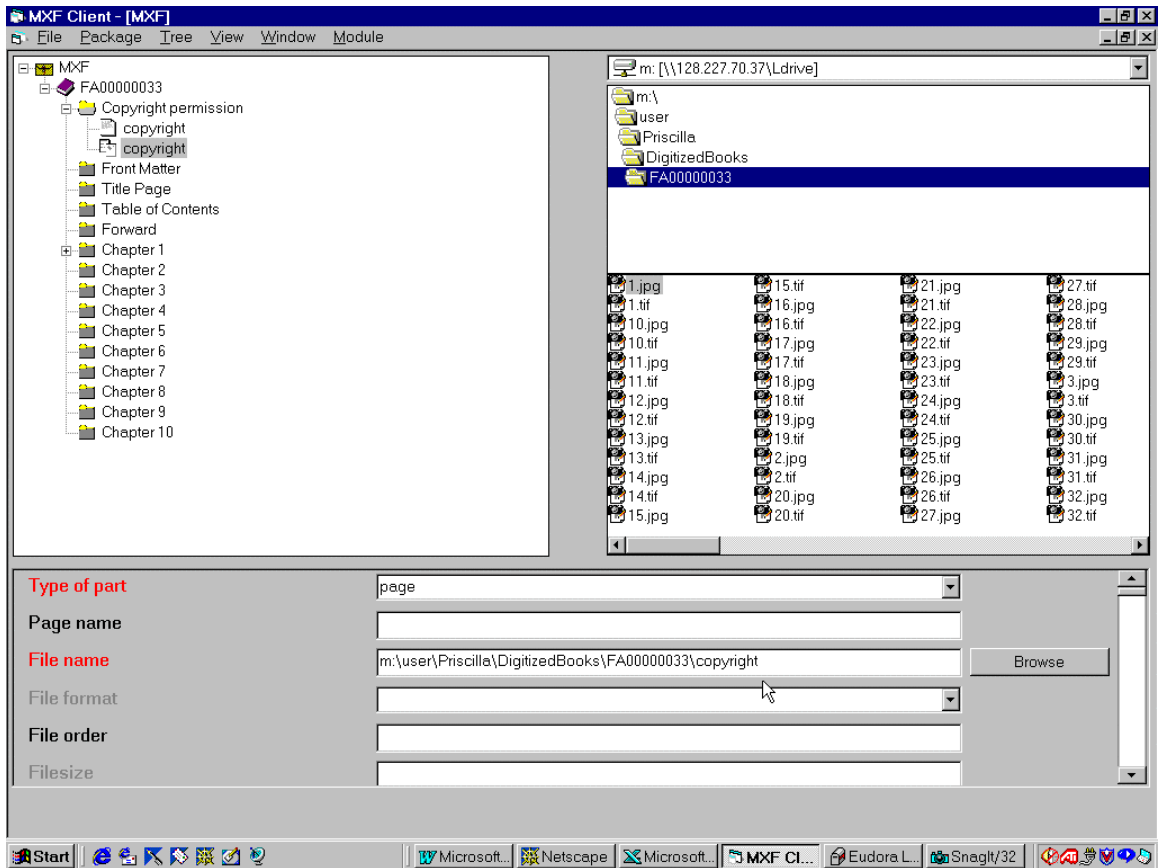 MXF Client - [MXF]
File Package Tree View Window Module
MXF
FA00000033
Copyright permission
copyright
copyright
Front Matter
Title Page
Table of Contents
Forward
Chapter 1
Chapter 2
Chapter 3
Chapter 4
Chapter 5
Chapter 6
Chapter 7
Chapter 8
Chapter 9
Chapter 10
m: [\\128.227.70.37\Ldrive]
m:\
user
Priscilla
DigitizedBooks
FA00000033
1.jpg 15.tif 21.jpg 27.tif
1.tif 16.jpg 21.tif 28.jpg
10.jpg 16.tif 22.jpg 28.tif
10.tif 17.jpg 22.tif 29.jpg
11.jpg 17.tif 23.jpg 29.tif
11.tif 18.jpg 23.tif 3.jpg
12.jpg 18.tif 24.jpg 3.tif
12.tif 19.jpg 24.tif 30.jpg
13.jpg 19.tif 25.jpg 30.tif
13.tif 2.jpg 25.tif 31.jpg
14.jpg 2.tif 26.jpg 31.tif
14.tif 20.jpg 26.tif 32.jpg
15.jpg 20.tif 27.jpg 32.tif
Type of part page
Page name
File name m:\user\Priscilla\DigitizedBooks\FA00000033\copyright Browse
File format
File order
Filesize
Start Microsoft... Netscape Microsoft... MXF Cl... Eudora L... SnagIt/32